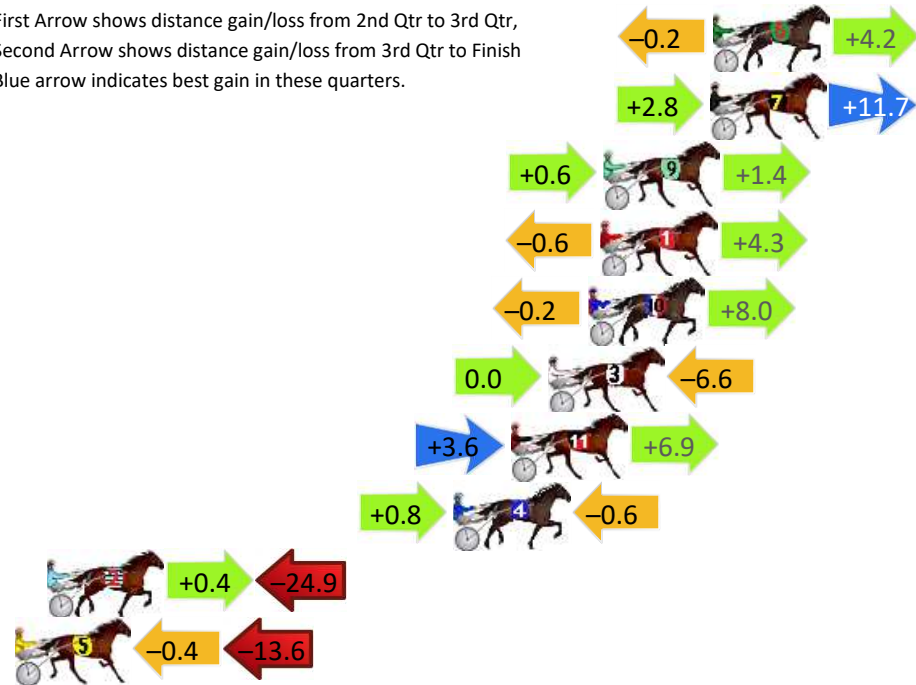 First Arrow shows distance gain/loss from 2nd Qtr to 3rd Qtr,
Second Arrow shows distance gain/loss from 3rd Qtr to Finish
Blue arrow indicates best gain in these quarters.
–0.2 +4.2
+2.8 7 +11.7
+0.6 9 +1.4
–0.6 1 +4.3
–0.2 10 +8.0
0.0 3 –6.6
+3.6 11 +6.9
+0.8 4 –0.6
2 +0.4 –24.9
5 –0.4 –13.6